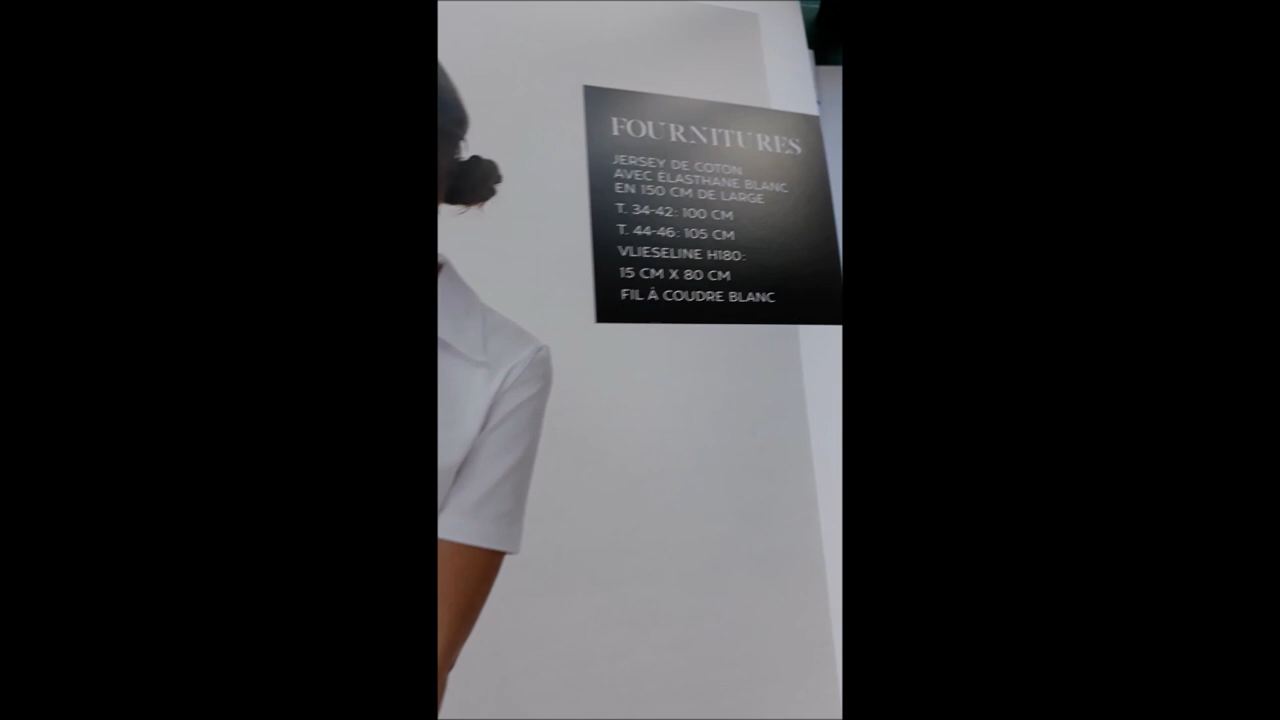 FOURNITURES
JERSEY DE COTON
AVEC ELASTHANE BLANC
EN 150 CM DE LARGE
T. 34-42: 100 CM
T. 44-46: 105 CM
VLIESELINE H180:
15 CM X 80 CM
FIL À COUDRE BLANC